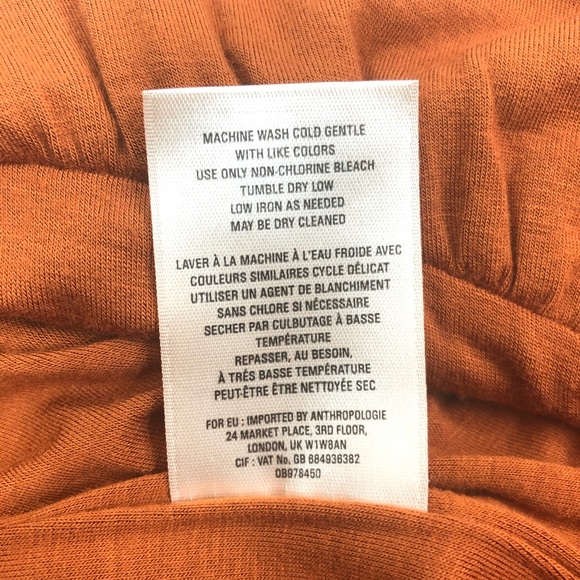 MACHINE WASH COLD GENTLE
WITH LIKE COLORS
USE ONLY NON-CHLORINE BLEACH
TUMBLE DRY LOW
LOW IRON AS NEEDED
MAY BE DRY CLEANED
LAVER À LA MACHINE À L'EAU FROIDE AVEC
COULEURS SIMILAIRES CYCLE DÉLICAT
UTILISER UN AGENT DE BLANCHIMENT
SANS CHLORE SI NÉCESSAIRE
SECHER PAR CULBUTAGE À BASSE
TEMPÉRATURE
REPASSER, AU BESOIN,
À TRÉS BASSE TEMPÉRATURE
PEUT-ÊTRE ÊTRE NETTOYÉE SEC
FOR EU : IMPORTED BY ANTHROPOLOGIE
24 MARKET PLACE, 3RD FLOOR,
LONDON, UK W1W8AN
CIF : VAT No. GB 684936382
OB978450